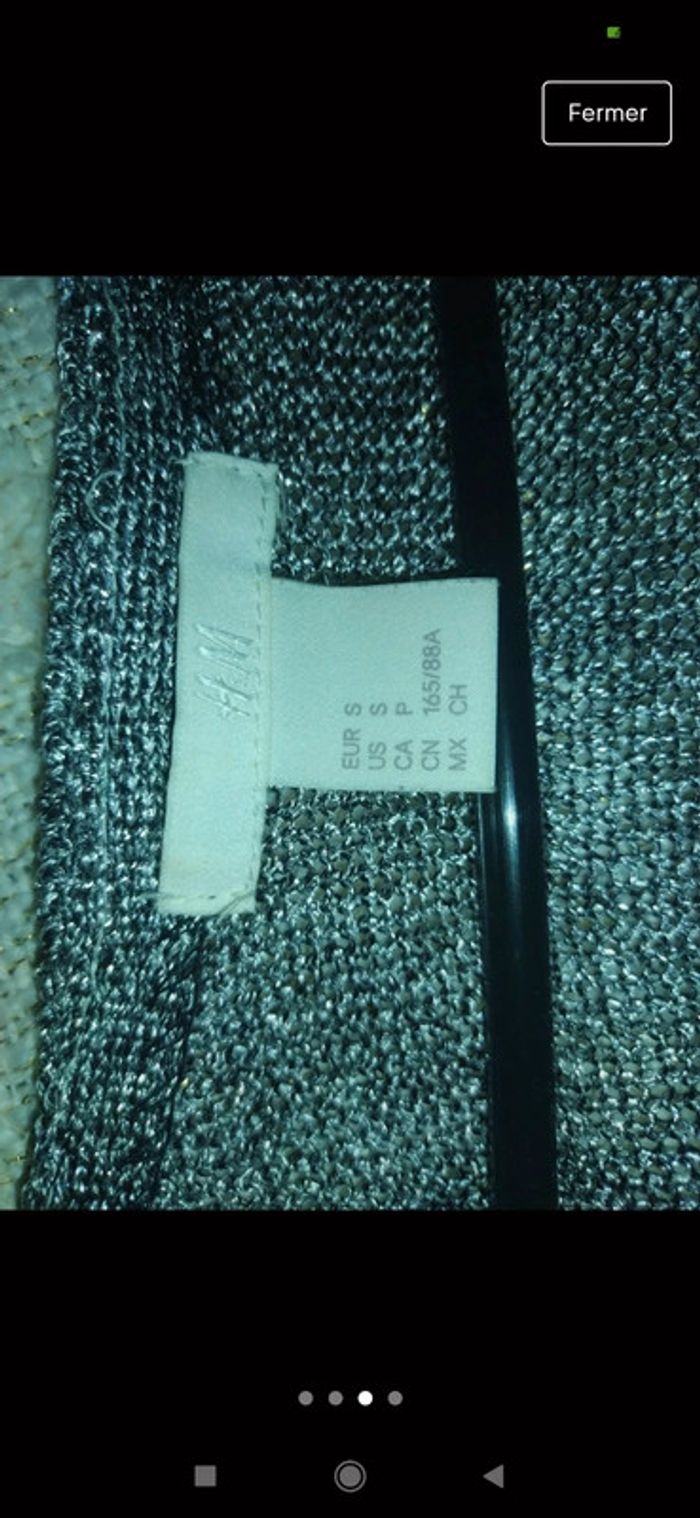 Fermer
H&M
EUR S
US S
CA P
CN 165/88A
MX CH